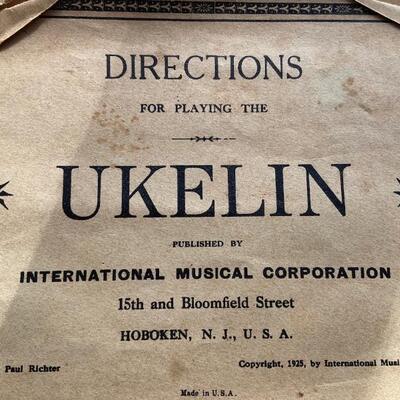 DIRECTIONS
FOR PLAYING THE
UKELIN
PUBLISHED BY
INTERNATIONAL MUSICAL CORPORATION
15th and Bloomfield Street
HOBOKEN, N. J., U. S. A.
Paul Richter Copyright, 1925, by International
Made in U.S.A.